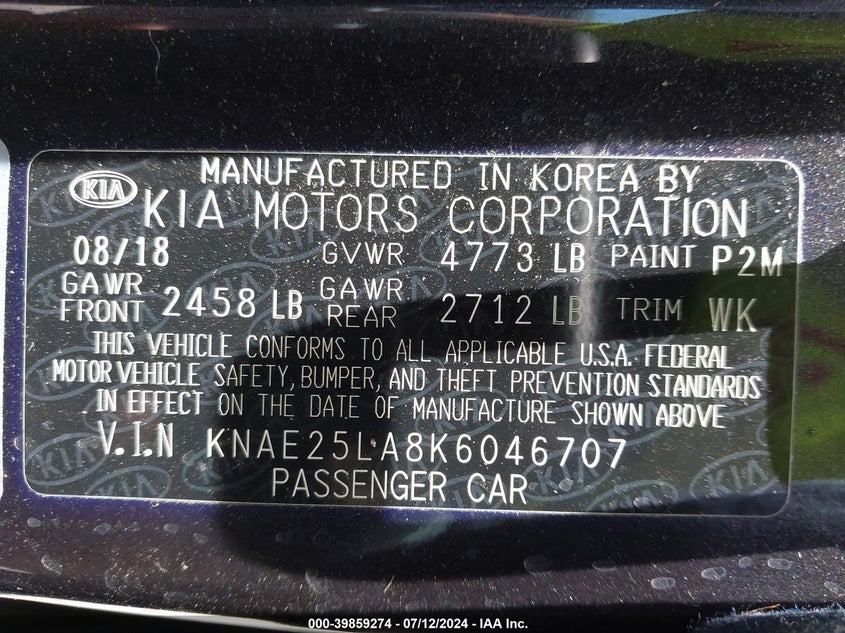 MANUFACTURED IN KOREA BY
KIA KIA MOTORS CORPORATION
08/18 GVWR 4773 LB PAINT P2M
GAWR FRONT 2458 LB GAWR REAR 2712 LB TRIM WK
THIS VEHICLE CONFORMS TO ALL APPLICABLE U.S.A. FEDERAL
MOTOR VEHICLE SAFETY, BUMPER, AND THEFT PREVENTION STANDARDS
IN EFFECT ON THE DATE OF MANUFACTURE SHOWN ABOVE
V.I.N KNAE25LA8K6046707
PASSENGER CAR
000-39859274 / 07/12/2024 - IAA Inc.